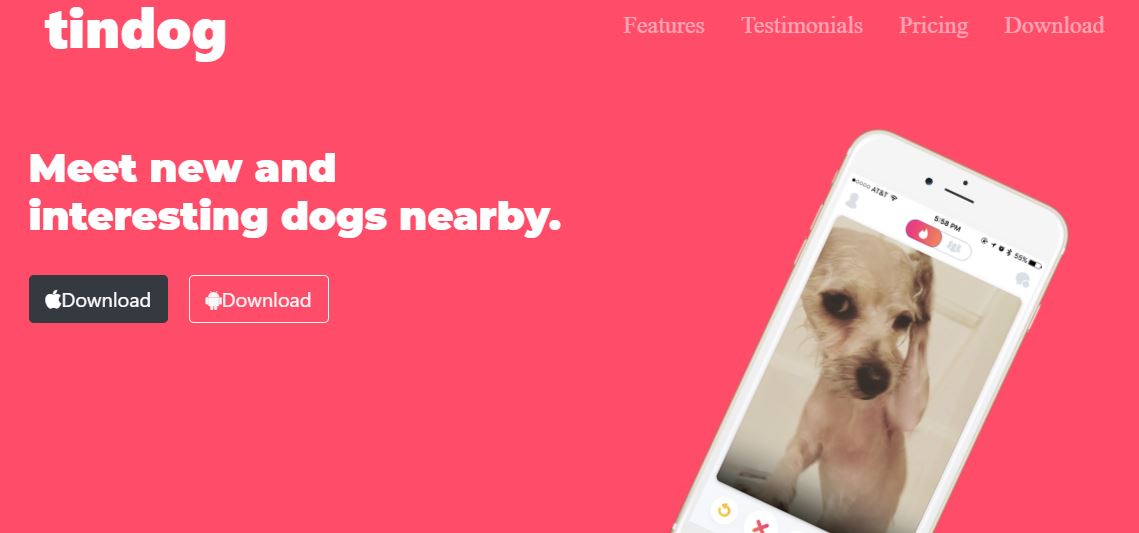 tindog
Features Testimonials Pricing Download
Meet new and
interesting dogs nearby.
Download Download
AT&T 5:58 PM 55%